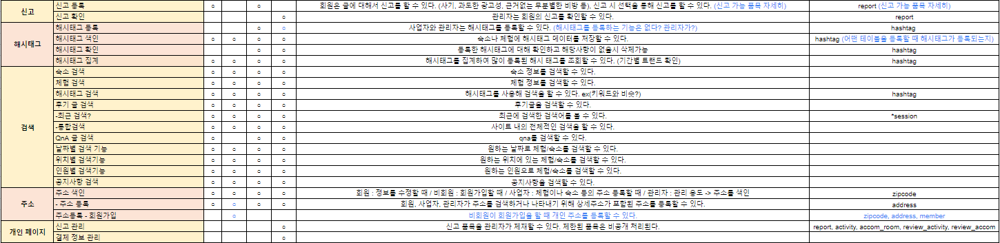 신고
신고 등록 ○ ○ 회원은 글에 대해서 신고를 할 수 있다. (사기, 과도한 광고성, 근거없는 무분별한 비방 등), 신고 시 선택을 통해 신고를 할 수 있다. (신고 가능 품목 자세히) report (신고 가능 품목 자세히)
신고 확인 ○ 관리자는 회원의 신고를 확인할 수 있다. report
해시태그
해시태그 등록 ○ ○ 사업자와 관리자는 해시태그를 등록할 수 있다. (해시태그를 등록하는 기능은 없다? 관리자가?) hashtag
해시태그 색인 ○ ○ ○ ○ 숙소나 체험에 해시태그 데이터를 저장할 수 있다. hashtag (어떤 테이블을 등록할 때 해시태그가 등록되는지)
해시태그 확인 ○ ○ 등록한 해시태그에 대해 확인하고 해당사항이 없을시 삭제가능 hashtag
해시태그 집계 ○ ○ ○ ○ 해시태그를 집계하여 많이 등록된 해시 태그를 조회할 수 있다. (기간별 트랜드 확인) hashtag
검색
숙소 검색 ○ ○ ○ ○ 숙소 정보를 검색할 수 있다.
체험 검색 ○ ○ ○ ○ 체험 정보를 검색할 수 있다.
해시태그 검색 ○ ○ ○ ○ 해시태그를 사용해 검색을 할 수 있다. ex(키워드와 비슷?) hashtag
후기 글 검색 ○ ○ ○ ○ 후기글을 검색할 수 있다.
-최근 검색? ○ ○ ○ ○ 최근에 검색한 검색어를 볼 수 있다. *session
-통합검색 ○ ○ ○ ○ 사이트 내의 전체적인 검색을 할 수 있다.
QnA 글 검색 ○ ○ ○ qna를 검색할 수 있다.
날짜별 검색 기능 ○ ○ ○ ○ 원하는 날짜로 체험/숙소를 검색할 수 있다.
위치별 검색기능 ○ ○ ○ ○ 원하는 위치에 있는 체험/숙소를 검색할 수 있다.
인원별 검색기능 ○ ○ ○ ○ 원하는 인원으로 체험/숙소를 검색할 수 있다.
공지사항 검색 ○ ○ ○ ○ 공지사항을 검색할 수 있다.
주소
주소 색인 ○ ○ ○ ○ 회원 : 정보를 수정할 때 / 비회원 : 회원가입할 때 / 사업자 : 체험이나 숙소 등의 주소 등록할 때 / 관리자 : 관리 용도 -> 주소를 색인 zipcode
- 주소 등록 ○ ○ ○ ○ 회원, 사업자, 관리자가 주소를 검색하거나 나타내기 위해 상세주소가 포함된 주소를 등록할 수 있다. address
주소등록 - 회원가입 ○ 비회원이 회원가입을 할 때 개인 주소를 등록할 수 있다. zipcode, address, member
개인 페이지
신고 관리 ○ 신고 품목을 관리자가 제재할 수 있다. 제한된 품목은 비공개 처리된다. report, activity, accom_room, review_activity, review_accom
결제 정보 관리 ○